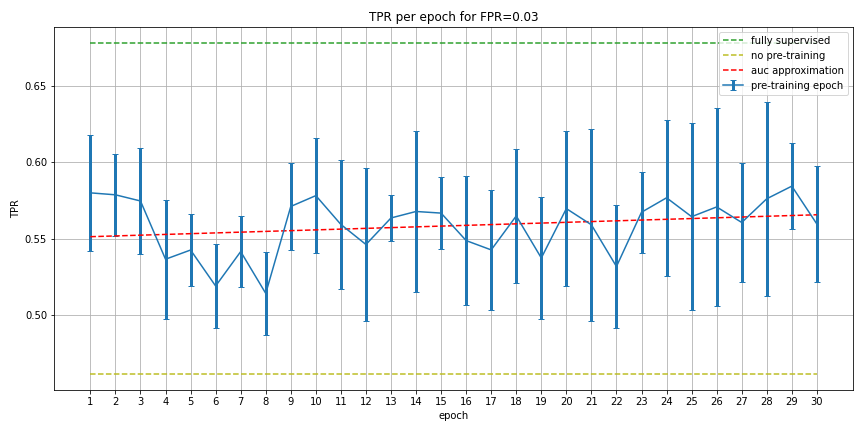 TPR per epoch for FPR=0.03
fully supervised
no pre-training
auc approximation
pre-training epoch
TPR
0.65
0.60
0.55
0.50
1 2 3 4 5 6 7 8 9 10 11 12 13 14 15 16 17 18 19 20 21 22 23 24 25 26 27 28 29 30
epoch